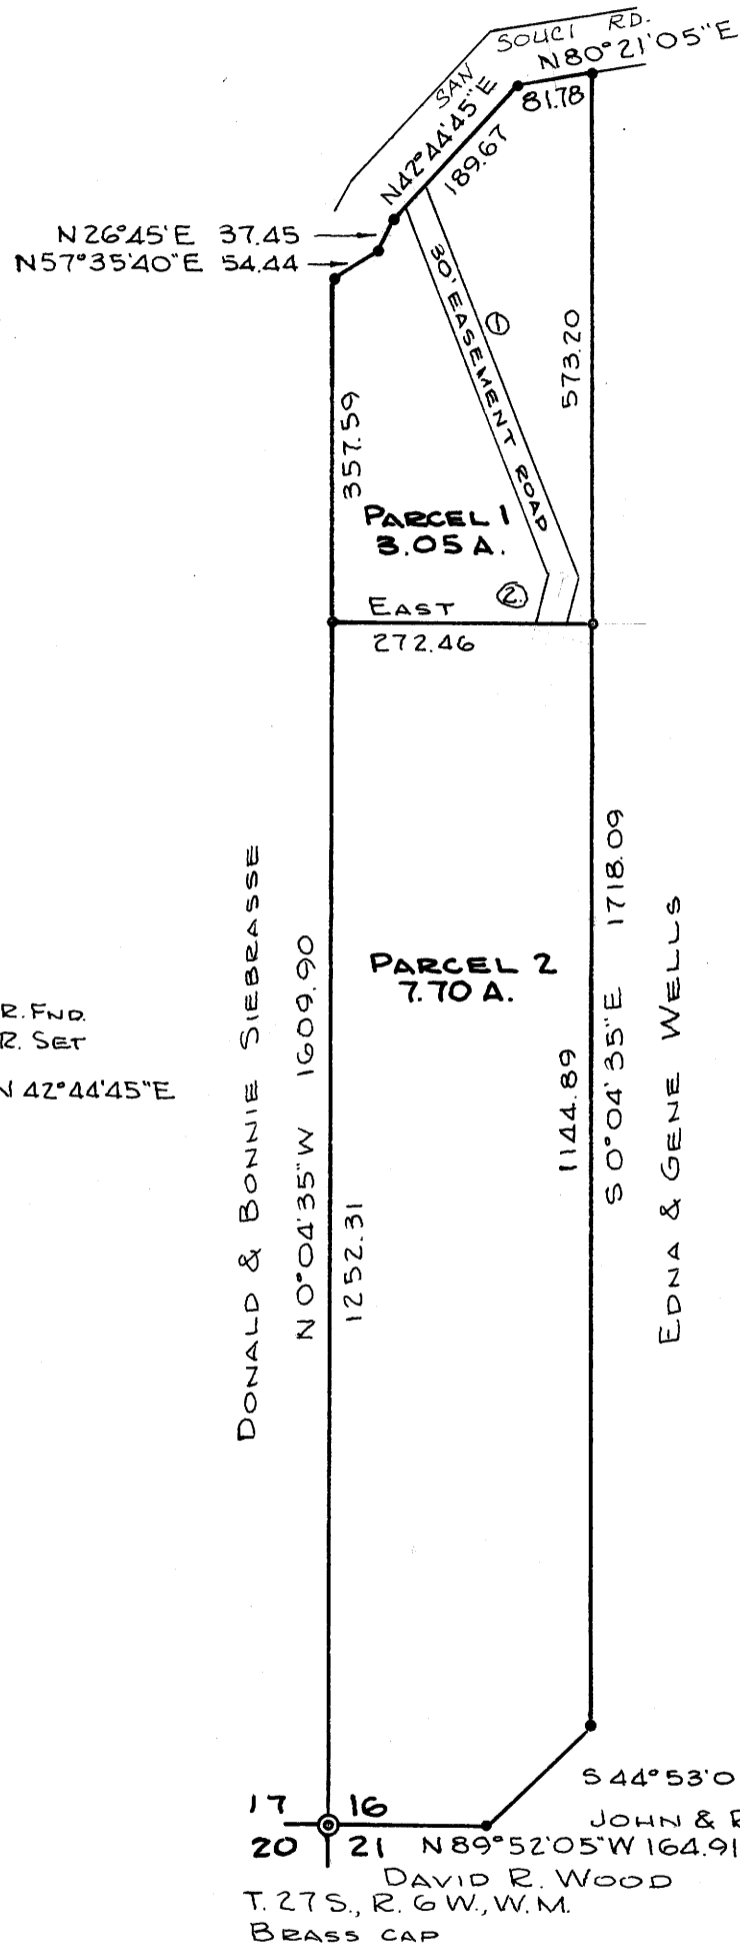 SAN SOUCI RD.
N80°21'05"E
81.78
N42°44'45"E
189.67
N26°45'E 37.45
N57°35'40"E 54.44
30' EASEMENT ROAD
1
573.20
357.59
PARCEL 1
3.05 A.
EAST
2.
272.46
DONALD & BONNIE SIEBRASSE
N 0°04'35"W 1609.90
1252.31
PARCEL 2
7.70 A.
1144.89
S 0°04'35"E 1718.09
EDNA & GENE WELLS
R. FND.
R. SET
N 42°44'45"E
S 44°53'0
17 16
JOHN &
20 21 N89°52'05"W 164.91
DAVID R. WOOD
T. 27 S., R. 6 W., W.M.
BRASS CAP